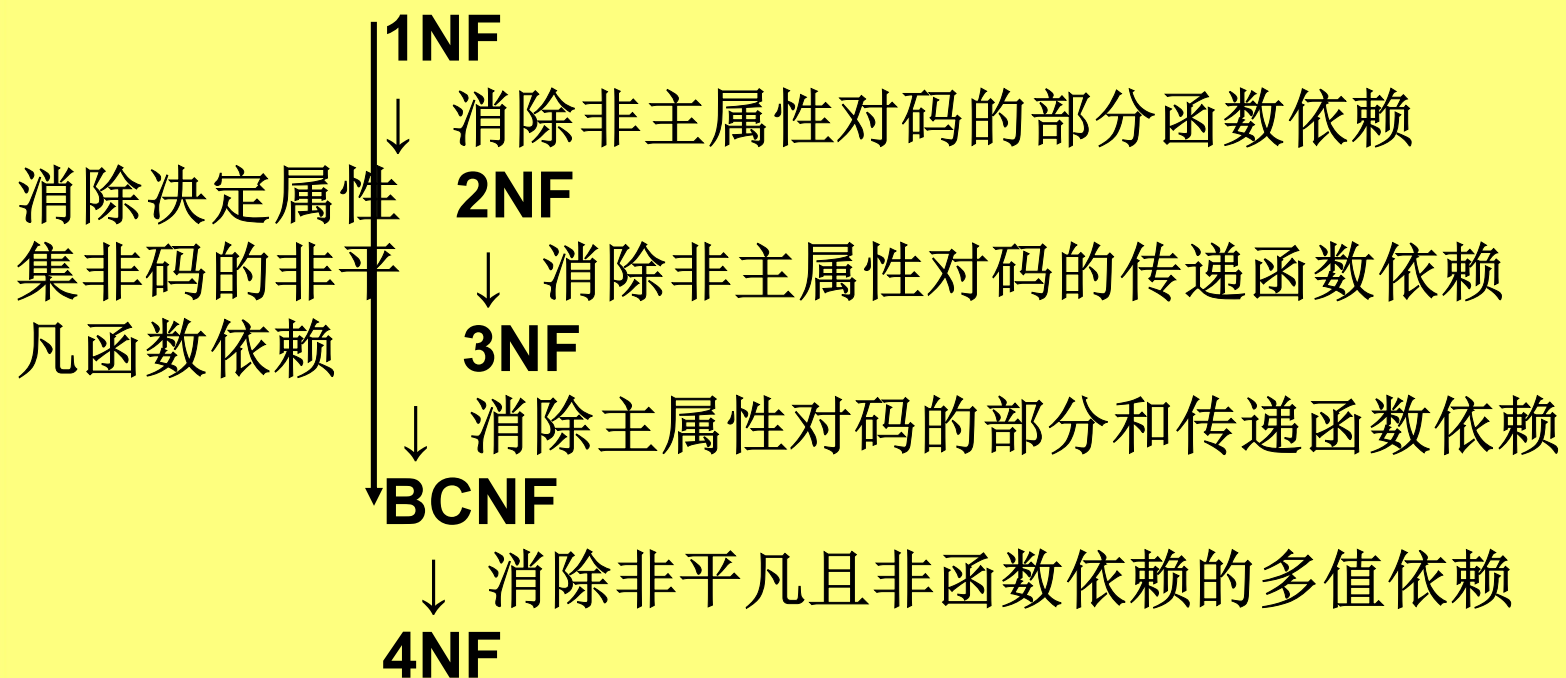 1NF
↓ 消除非主属性对码的部分函数依赖
消除决定属性 2NF
集非码的非平 ↓ 消除非主属性对码的传递函数依赖
凡函数依赖 3NF
↓ 消除主属性对码的部分和传递函数依赖
BCNF
↓ 消除非平凡且非函数依赖的多值依赖
4NF